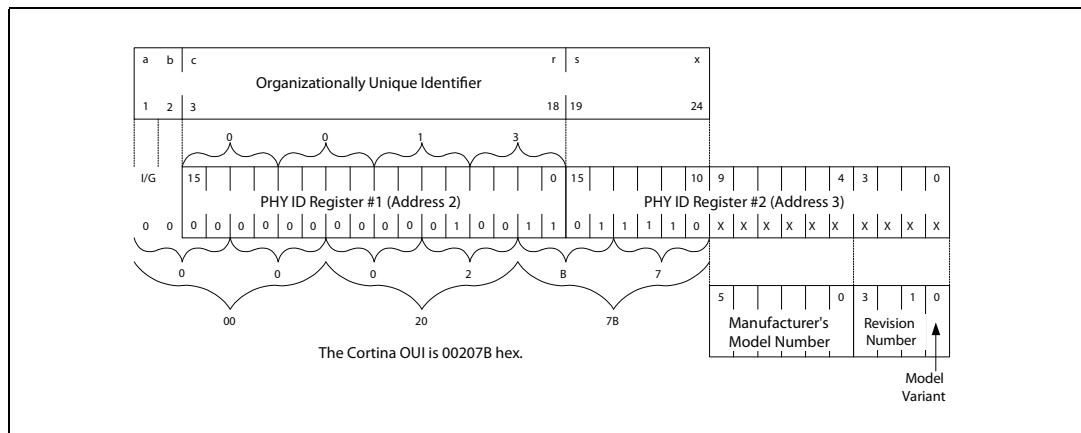 a b c r s x
Organizationally Unique Identifier
1 2 3 18 19 24
0 0 1 3
I/G 15 0 15 10 9 4 3 0
PHY ID Register #1 (Address 2) PHY ID Register #2 (Address 3)
0 0 0 0 0 0 0 0 0 0 0 0 0 1 0 0 1 1 0 1 1 1 1 0 X X X X X X X X X X
0 0 0 2 B 7
00 20 7B
5 0 3 1 0
Manufacturer's
Model Number
Revision
Number
The Cortina OUI is 00207B hex.
Model
Variant